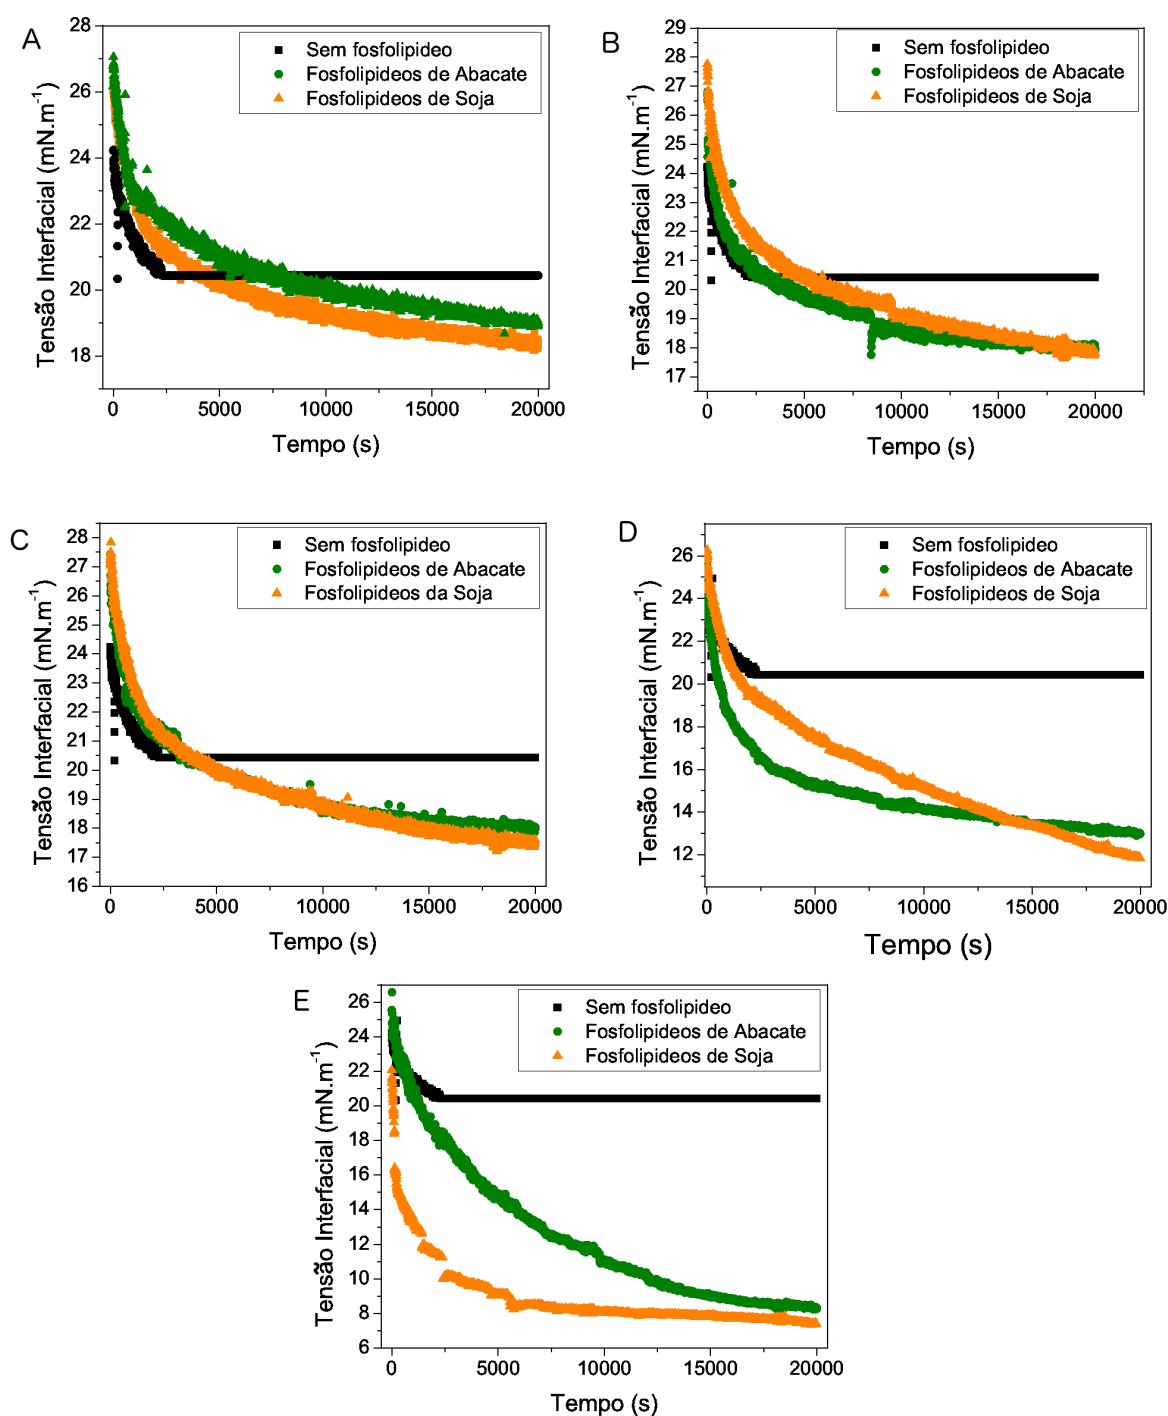 A
Tensão Interfacial (mN.m⁻¹)
28
26
24
22
20
18
Sem fosfolipideo
Fosfolipideos de Abacate
Fosfolipideos de Soja
0 5000 10000 15000 20000
Tempo (s)
B
Tensão Interfacial (mN.m⁻¹)
29
28
27
26
25
24
23
22
21
20
19
18
17
Sem fosfolipideo
Fosfolipideos de Abacate
Fosfolipideos de Soja
0 5000 10000 15000 20000
Tempo (s)
C
Tensão Interfacial (mN.m⁻¹)
28
27
26
25
24
23
22
21
20
19
18
17
16
Sem fosfolipideo
Fosfolipideos de Abacate
Fosfolipideos da Soja
0 5000 10000 15000 20000
Tempo (s)
D
Tensão Interfacial (mN.m⁻¹)
26
24
22
20
18
16
14
12
Sem fosfolipideo
Fosfolipideos de Abacate
Fosfolipideos de Soja
0 5000 10000 15000 20000
Tempo (s)
E
Tensão Interfacial (mN.m⁻¹)
26
24
22
20
18
16
14
12
10
8
6
Sem fosfolipideo
Fosfolipideos de Abacate
Fosfolipideos de Soja
0 5000 10000 15000 20000
Tempo (s)